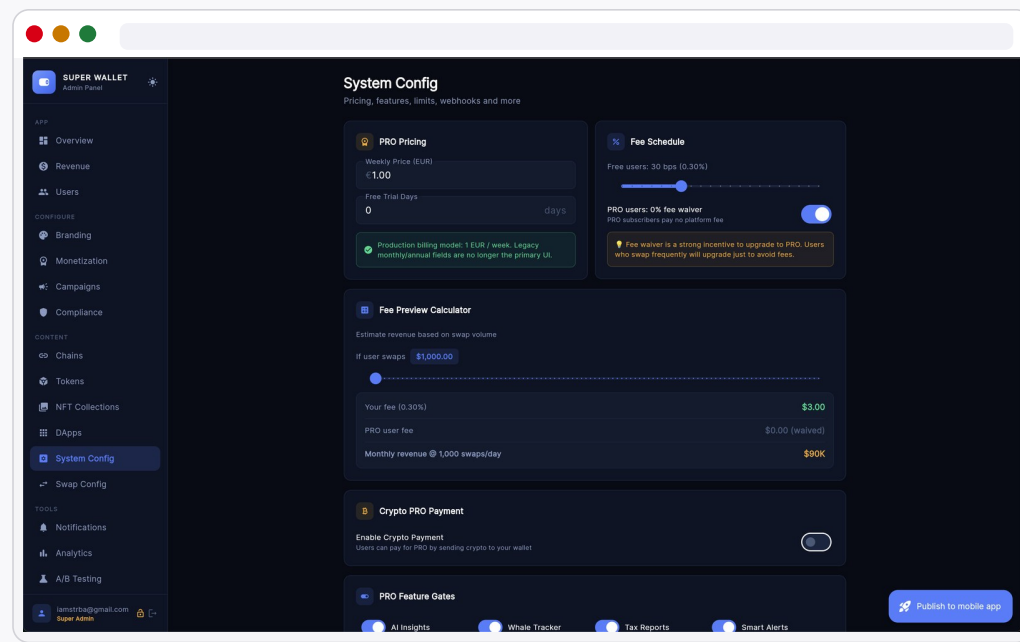 SUPER WALLET
Admin Panel
APP
Overview
Revenue
Users
CONFIGURE
Branding
Monetization
Campaigns
Compliance
CONTENT
Chains
Tokens
NFT Collections
DApps
System Config
Swap Config
TOOLS
Notifications
Analytics
A/B Testing
iamstrba@gmail.com
Super Admin
System Config
Pricing, features, limits, webhooks and more
PRO Pricing
Weekly Price (EUR)
€1.00
Free Trial Days
0 days
Production billing model: 1 EUR / week. Legacy
monthly/annual fields are no longer the primary UI.
Fee Schedule
Free users: 30 bps (0.30%)
PRO users: 0% fee waiver
PRO subscribers pay no platform fee
💡 Fee waiver is a strong incentive to upgrade to PRO. Users
who swap frequently will upgrade just to avoid fees.
Fee Preview Calculator
Estimate revenue based on swap volume
If user swaps $1,000.00
Your fee (0.30%) $3.00
PRO user fee $0.00 (waived)
Monthly revenue @ 1,000 swaps/day $90K
Crypto PRO Payment
Enable Crypto Payment
Users can pay for PRO by sending crypto to your wallet
PRO Feature Gates
AI Insights Whale Tracker Tax Reports Smart Alerts
Publish to mobile app